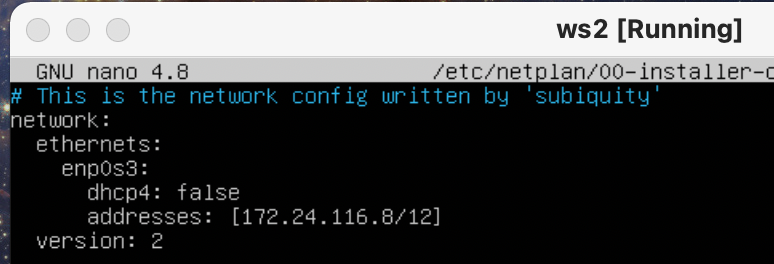 ws2 [Running]
GNU nano 4.8 /etc/netplan/00-installer-c
# This is the network config written by 'subiquity'
network:
  ethernets:
    enp0s3:
      dhcp4: false
      addresses: [172.24.116.8/12]
  version: 2